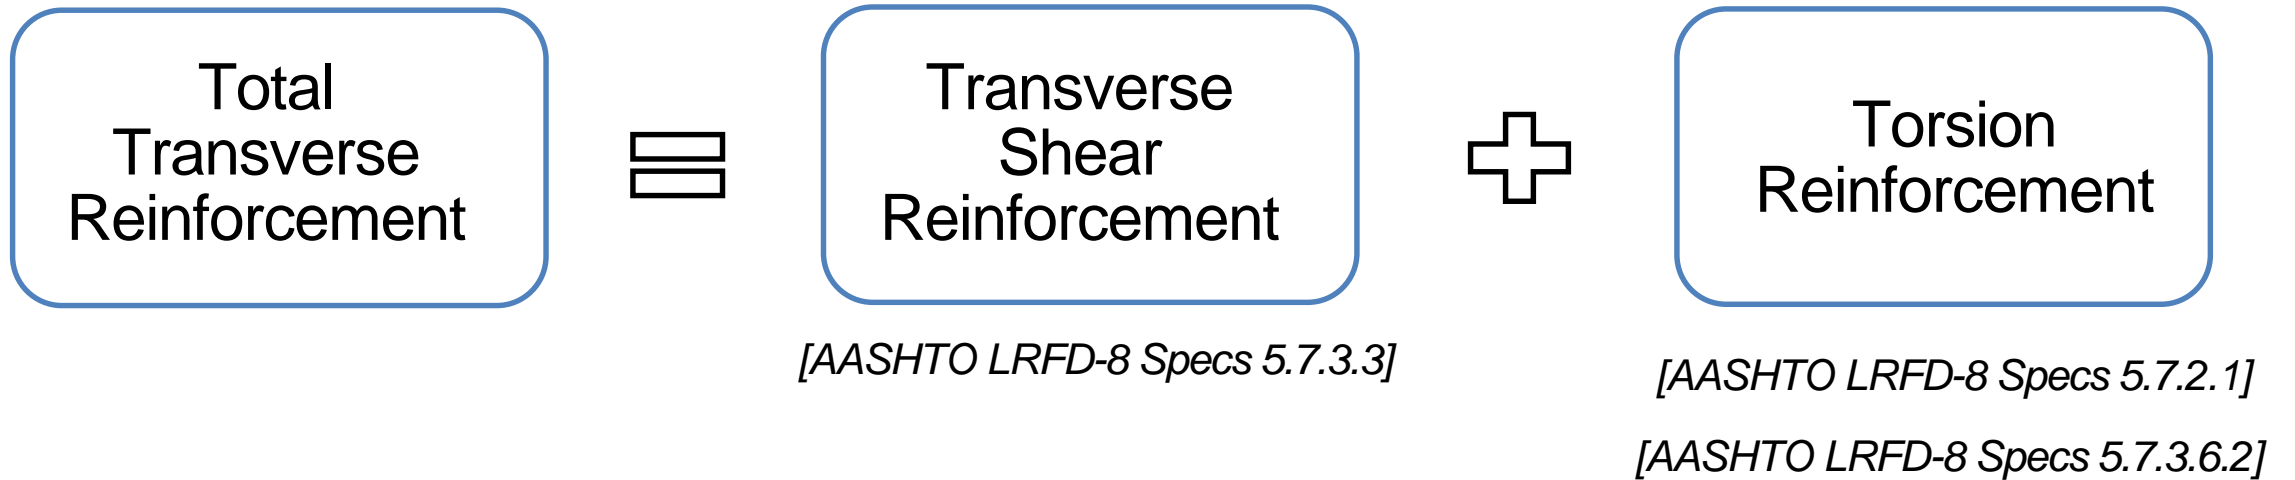 Total
Transverse
Reinforcement
Transverse
Shear
Reinforcement
Torsion
Reinforcement
[AASHTO LRFD-8 Specs 5.7.3.3]
[AASHTO LRFD-8 Specs 5.7.2.1]
[AASHTO LRFD-8 Specs 5.7.3.6.2]